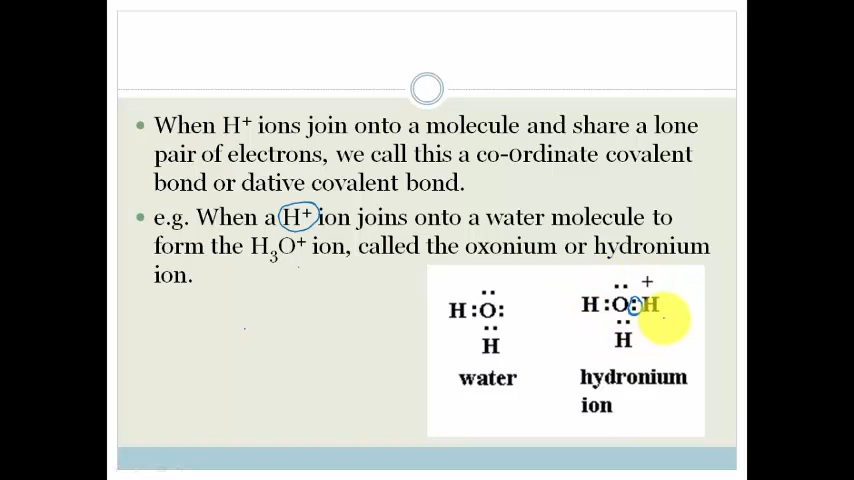 When H⁺ ions join onto a molecule and share a lone
pair of electrons, we call this a co-0rdinate covalent
bond or dative covalent bond.
e.g. When a H⁺ ion joins onto a water molecule to
form the H₃O⁺ ion, called the oxonium or hydronium
ion.
+
H:O: H:O:H
H H
water hydronium
ion